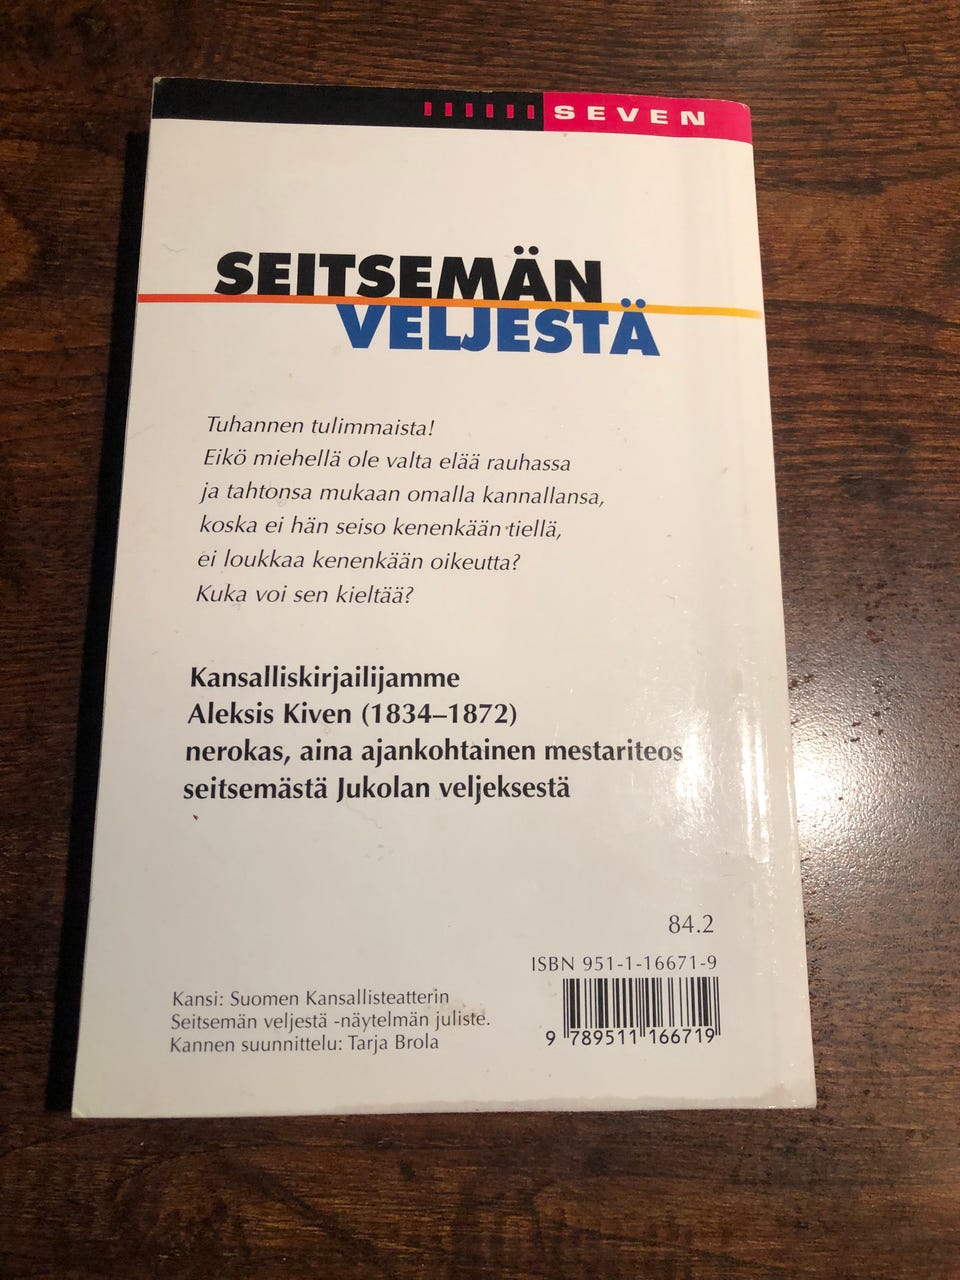 SEVEN
SEITSEMÄN
VELJESTÄ
Tuhannen tulimmaista!
Eikö miehellä ole valta elää rauhassa
ja tahtonsa mukaan omalla kannallansa,
koska ei hän seiso kenenkään tiellä,
ei loukkaa kenenkään oikeutta?
Kuka voi sen kieltää?
Kansalliskirjailijamme
Aleksis Kiven (1834–1872)
nerokas, aina ajankohtainen mestariteos
seitsemästä Jukolan veljeksestä
84.2
ISBN 951-1-16671-9
9 789511 166719
Kansi: Suomen Kansallisteatterin
Seitsemän veljestä -näytelmän juliste.
Kannen suunnittelu: Tarja Brola